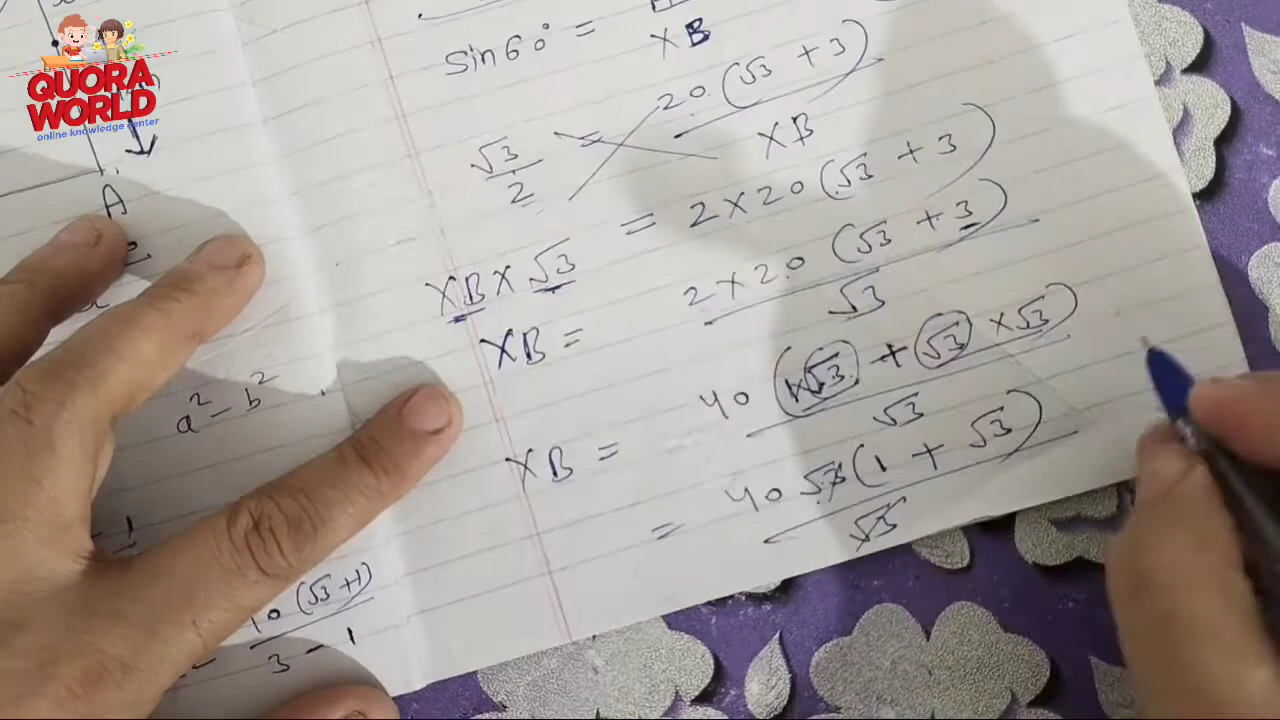 QUORA
WORLD
online knowledge center
A
a² - b²
10 (√3+1)
3 - 1
sin 60° =
XB
√3/2 = 20 (√3 + 3)/XB
XB × √3 = 2 × 20 (√3 + 3)
XB = 2 × 20 (√3 + 3)/√3
XB = 40 (1×√3 + √3 × √3)/√3
= 40 √3 (1 + √3)/√3